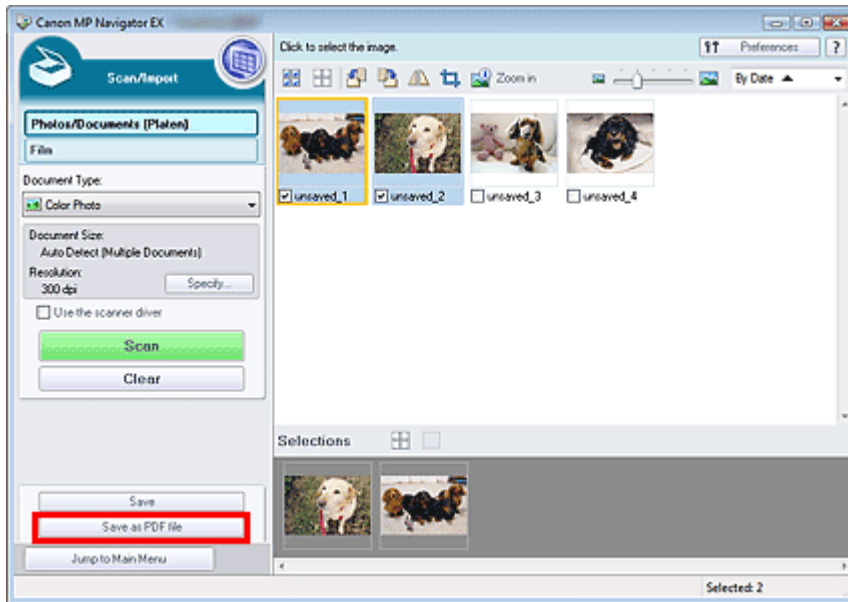 Canon MP Navigator EX
Scan/Import
Click to select the image.
Preferences
?
Zoom in
By Date
Photos/Documents (Platen)
Film
Document Type:
Color Photo
Document Size:
Auto Detect (Multiple Documents)
Resolution:
300 dpi
Specify...
Use the scanner driver
Scan
Clear
unsaved_1
unsaved_2
unsaved_3
unsaved_4
Selections
Save
Save as PDF file
Jump to Main Menu
Selected: 2